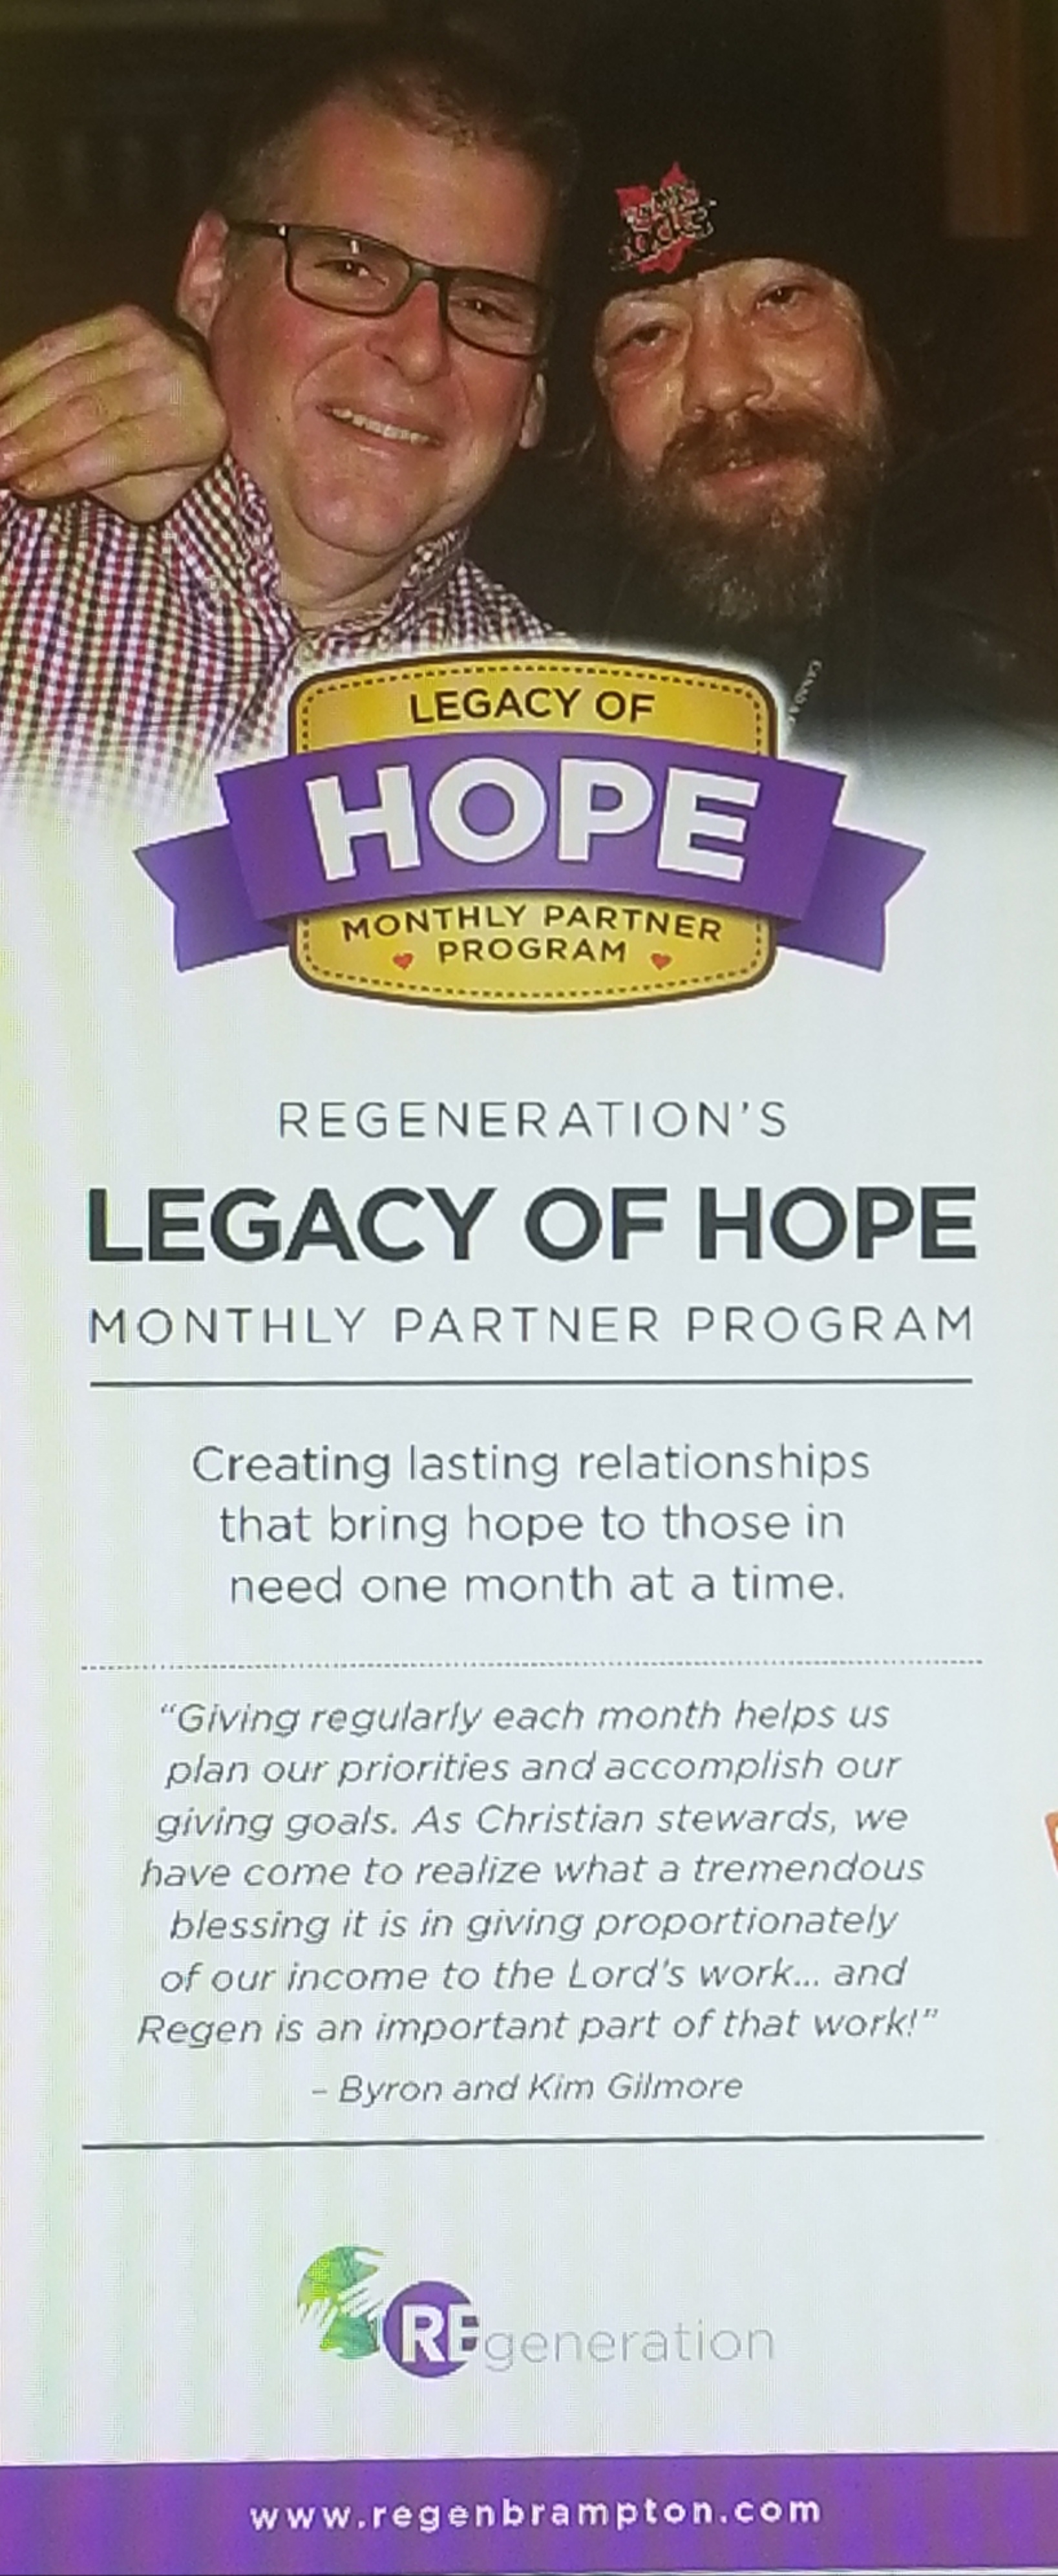 LEGACY OF
HOPE
MONTHLY PARTNER
PROGRAM
REGENERATION'S
LEGACY OF HOPE
MONTHLY PARTNER PROGRAM
Creating lasting relationships
that bring hope to those in
need one month at a time.
“Giving regularly each month helps us
plan our priorities and accomplish our
giving goals. As Christian stewards, we
have come to realize what a tremendous
blessing it is in giving proportionately
of our income to the Lord's work... and
Regen is an important part of that work!”
– Byron and Kim Gilmore
REgeneration
www.regenbrampton.com